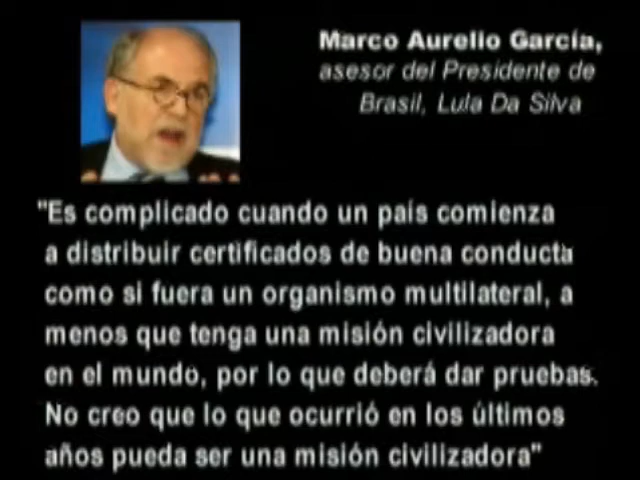 Marco Aurelio García,
asesor del Presidente de
Brasil, Lula Da Silva
"Es complicado cuando un país comienza
a distribuir certificados de buena conducta
como si fuera un organismo multilateral, a
menos que tenga una misión civilizadora
en el mundo, por lo que deberá dar pruebas.
No creo que lo que ocurrió en los últimos
años pueda ser una misión civilizadora"